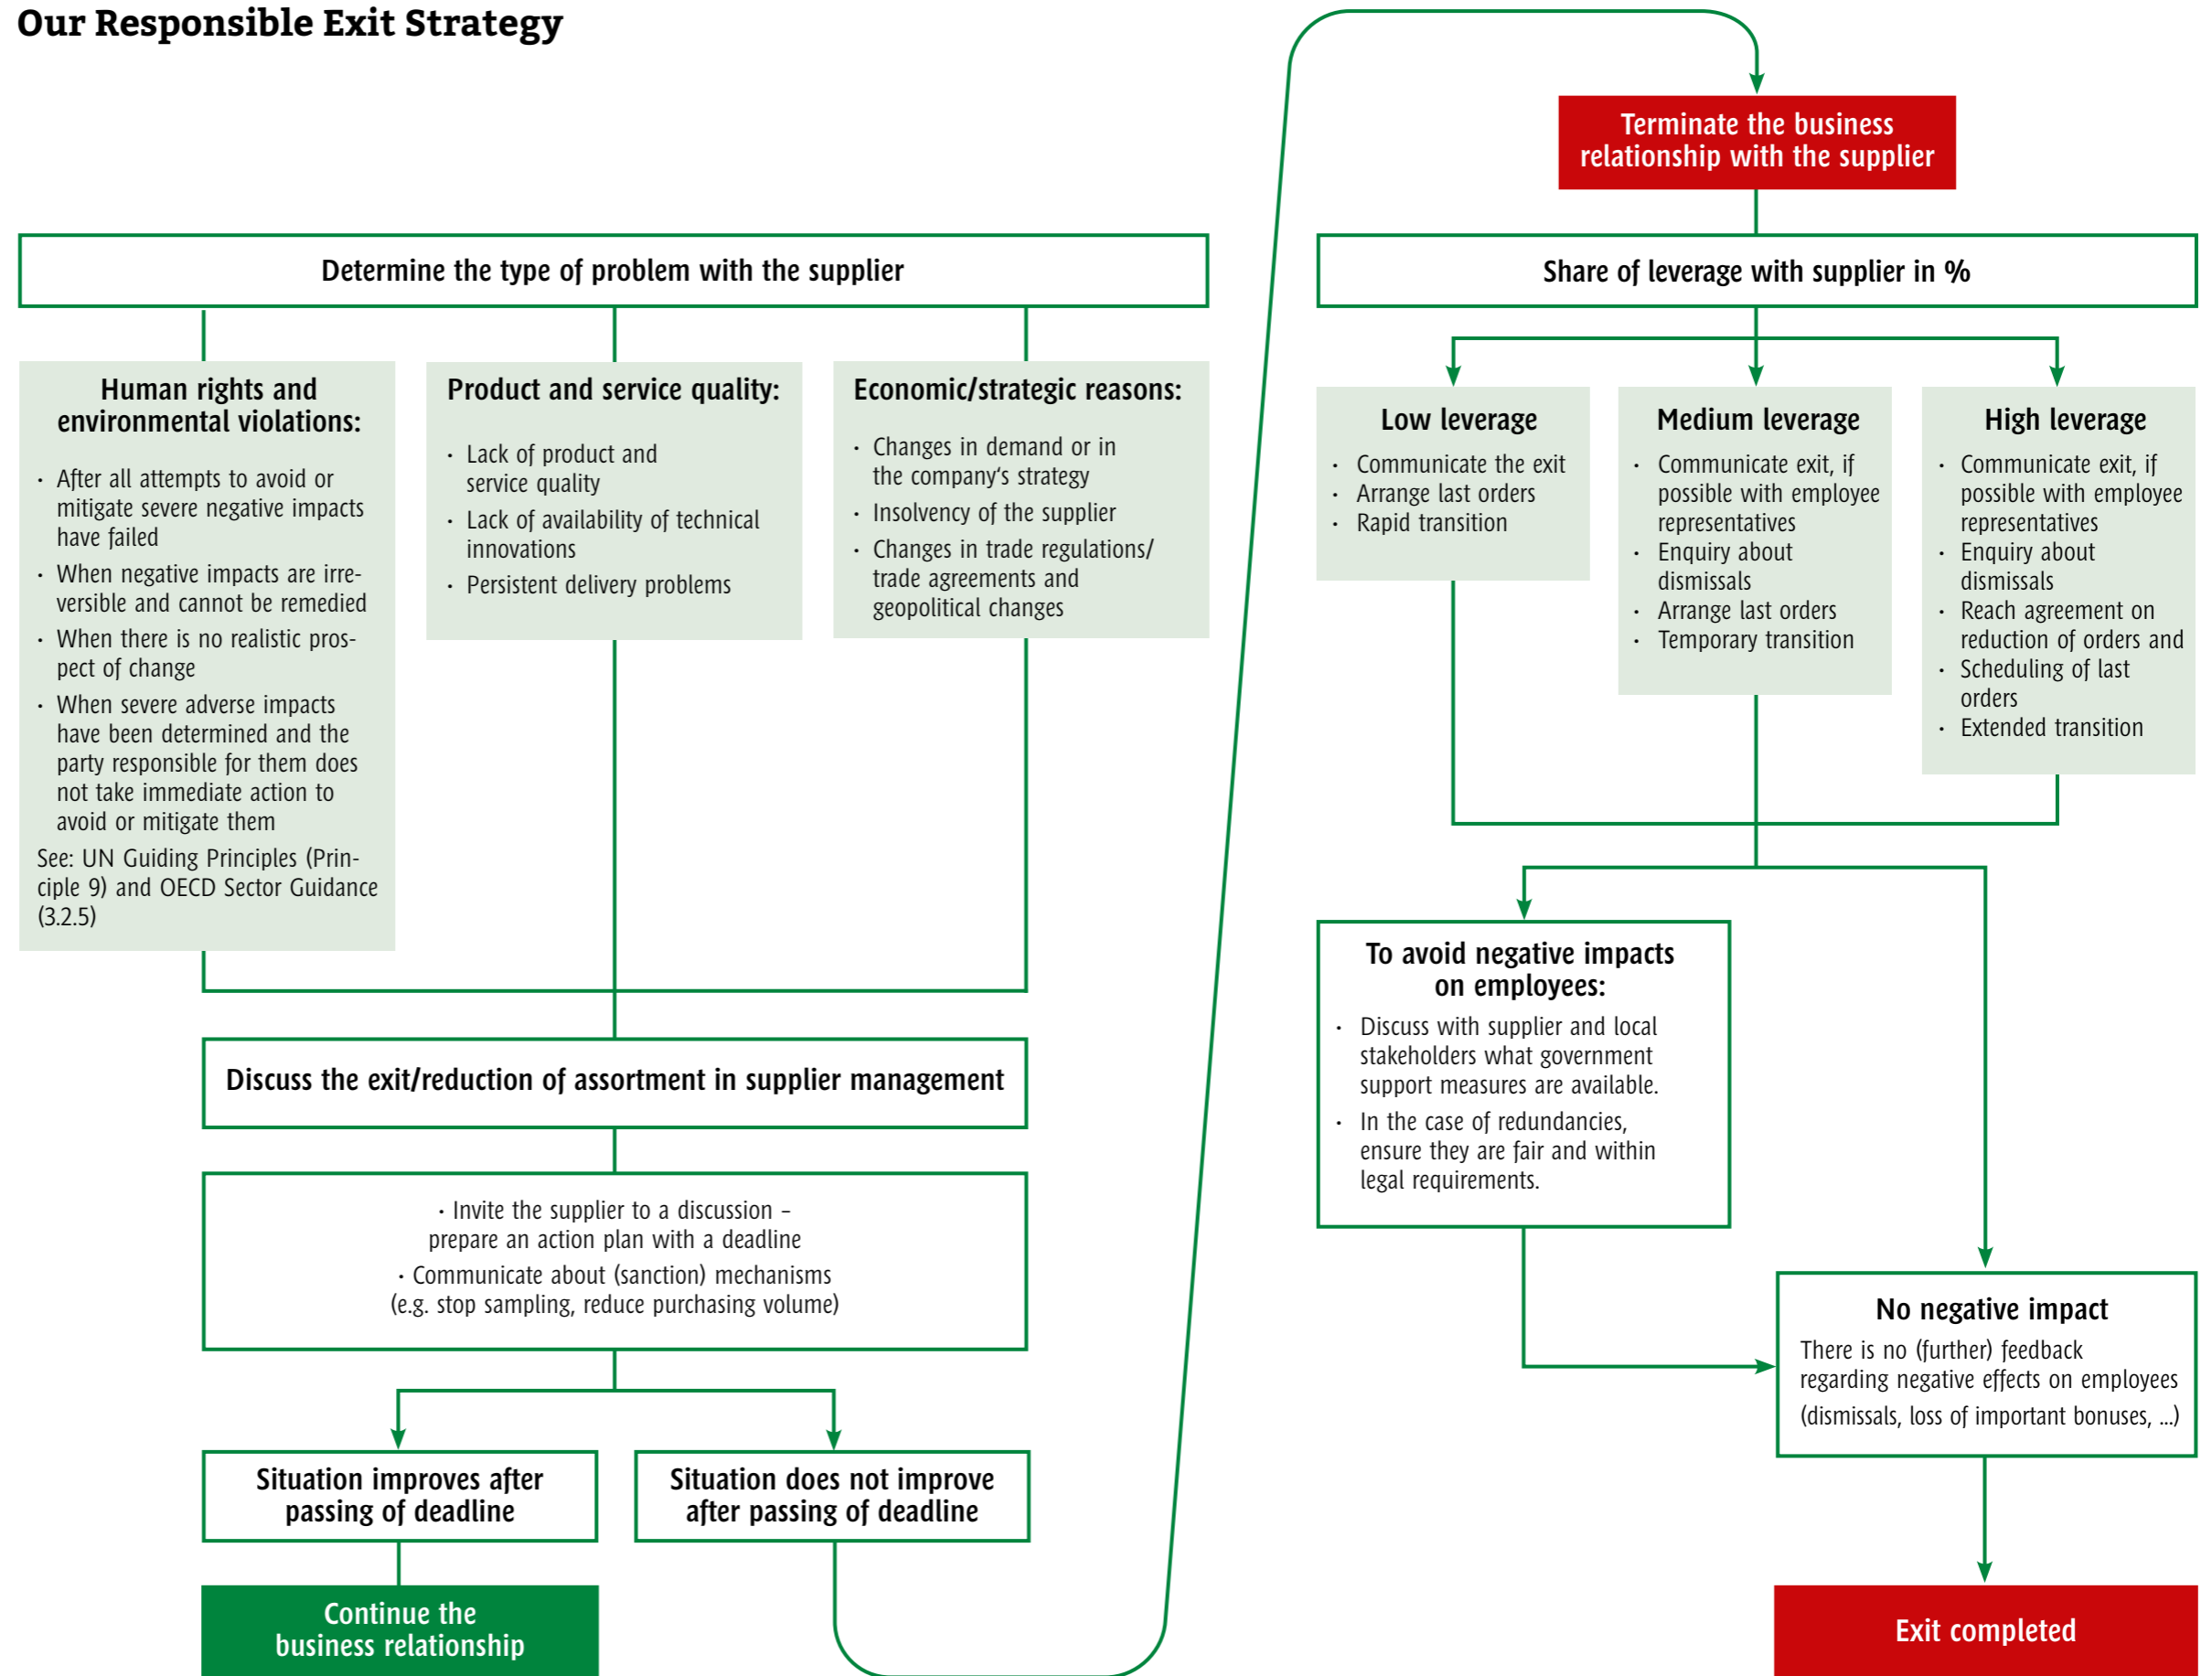 Our Responsible Exit Strategy
Determine the type of problem with the supplier
Human rights and
environmental violations:
· After all attempts to avoid or
mitigate severe negative impacts
have failed
· When negative impacts are irre-
versible and cannot be remedied
· When there is no realistic pros-
pect of change
· When severe adverse impacts
have been determined and the
party responsible for them does
not take immediate action to
avoid or mitigate them
See: UN Guiding Principles (Prin-
ciple 9) and OECD Sector Guidance
(3.2.5)
Product and service quality:
· Lack of product and
service quality
· Lack of availability of technical
innovations
· Persistent delivery problems
Economic/strategic reasons:
· Changes in demand or in
the company‘s strategy
· Insolvency of the supplier
· Changes in trade regulations/
trade agreements and
geopolitical changes
Discuss the exit/reduction of assortment in supplier management
· Invite the supplier to a discussion –
prepare an action plan with a deadline
· Communicate about (sanction) mechanisms
(e.g. stop sampling, reduce purchasing volume)
Situation improves after
passing of deadline
Situation does not improve
after passing of deadline
Continue the
business relationship
Terminate the business
relationship with the supplier
Share of leverage with supplier in %
Low leverage
· Communicate the exit
· Arrange last orders
· Rapid transition
Medium leverage
· Communicate exit, if
possible with employee
representatives
· Enquiry about
dismissals
· Arrange last orders
· Temporary transition
High leverage
· Communicate exit, if
possible with employee
representatives
· Enquiry about
dismissals
· Reach agreement on
reduction of orders and
· Scheduling of last
orders
· Extended transition
To avoid negative impacts
on employees:
· Discuss with supplier and local
stakeholders what government
support measures are available.
· In the case of redundancies,
ensure they are fair and within
legal requirements.
No negative impact
There is no (further) feedback
regarding negative effects on employees
(dismissals, loss of important bonuses, ...)
Exit completed